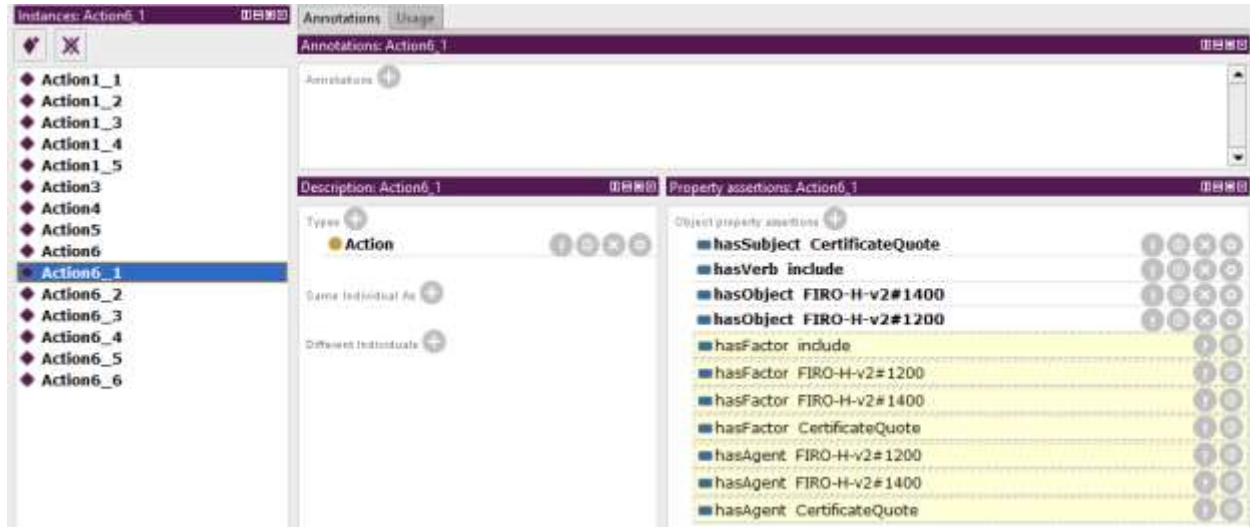 Instances: Action6_1
Action1_1
Action1_2
Action1_3
Action1_4
Action1_5
Action3
Action4
Action5
Action6
Action6_1
Action6_2
Action6_3
Action6_4
Action6_5
Action6_6
Annotations Usage
Annotations: Action6_1
Annotations
Description: Action6_1
Types
Action
Same Individual As
Different Individuals
Property assertions: Action6_1
Object property assertions
hasSubject CertificateQuote
hasVerb include
hasObject FIRO-H-v2#1400
hasObject FIRO-H-v2#1200
hasFactor include
hasFactor FIRO-H-v2#1200
hasFactor FIRO-H-v2#1400
hasFactor CertificateQuote
hasAgent FIRO-H-v2#1200
hasAgent FIRO-H-v2#1400
hasAgent CertificateQuote